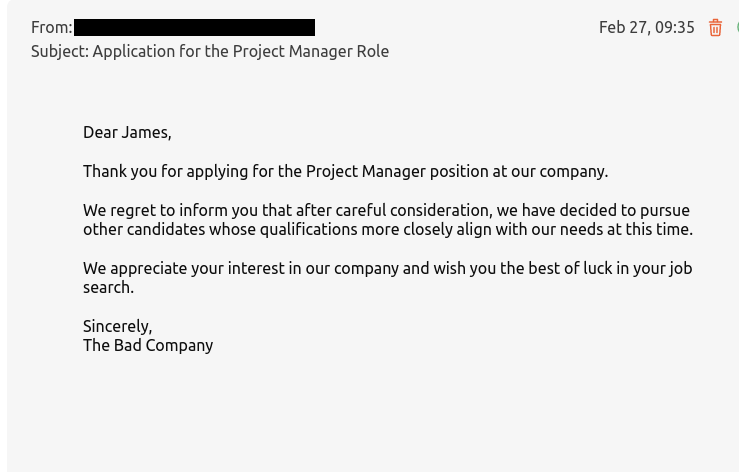 From:
Feb 27, 09:35
Subject: Application for the Project Manager Role
Dear James,
Thank you for applying for the Project Manager position at our company.
We regret to inform you that after careful consideration, we have decided to pursue
other candidates whose qualifications more closely align with our needs at this time.
We appreciate your interest in our company and wish you the best of luck in your job
search.
Sincerely,
The Bad Company